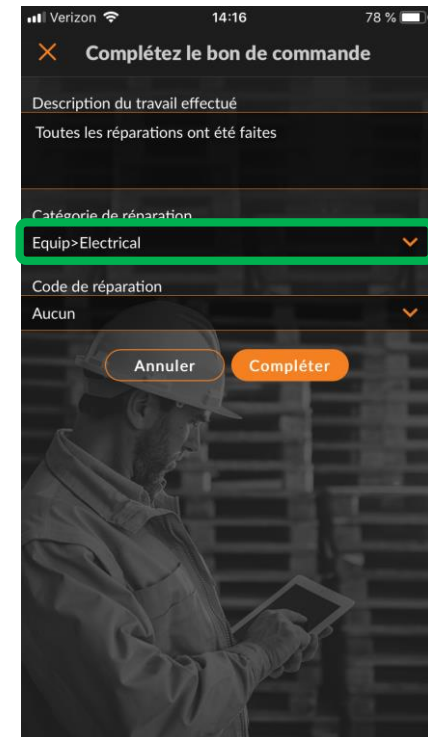 Verizon 14:16 78 %
Complétez le bon de commande
Description du travail effectué
Toutes les réparations ont été faites
Catégorie de réparation
Equip>Electrical
Code de réparation
Aucun
Annuler Compléter